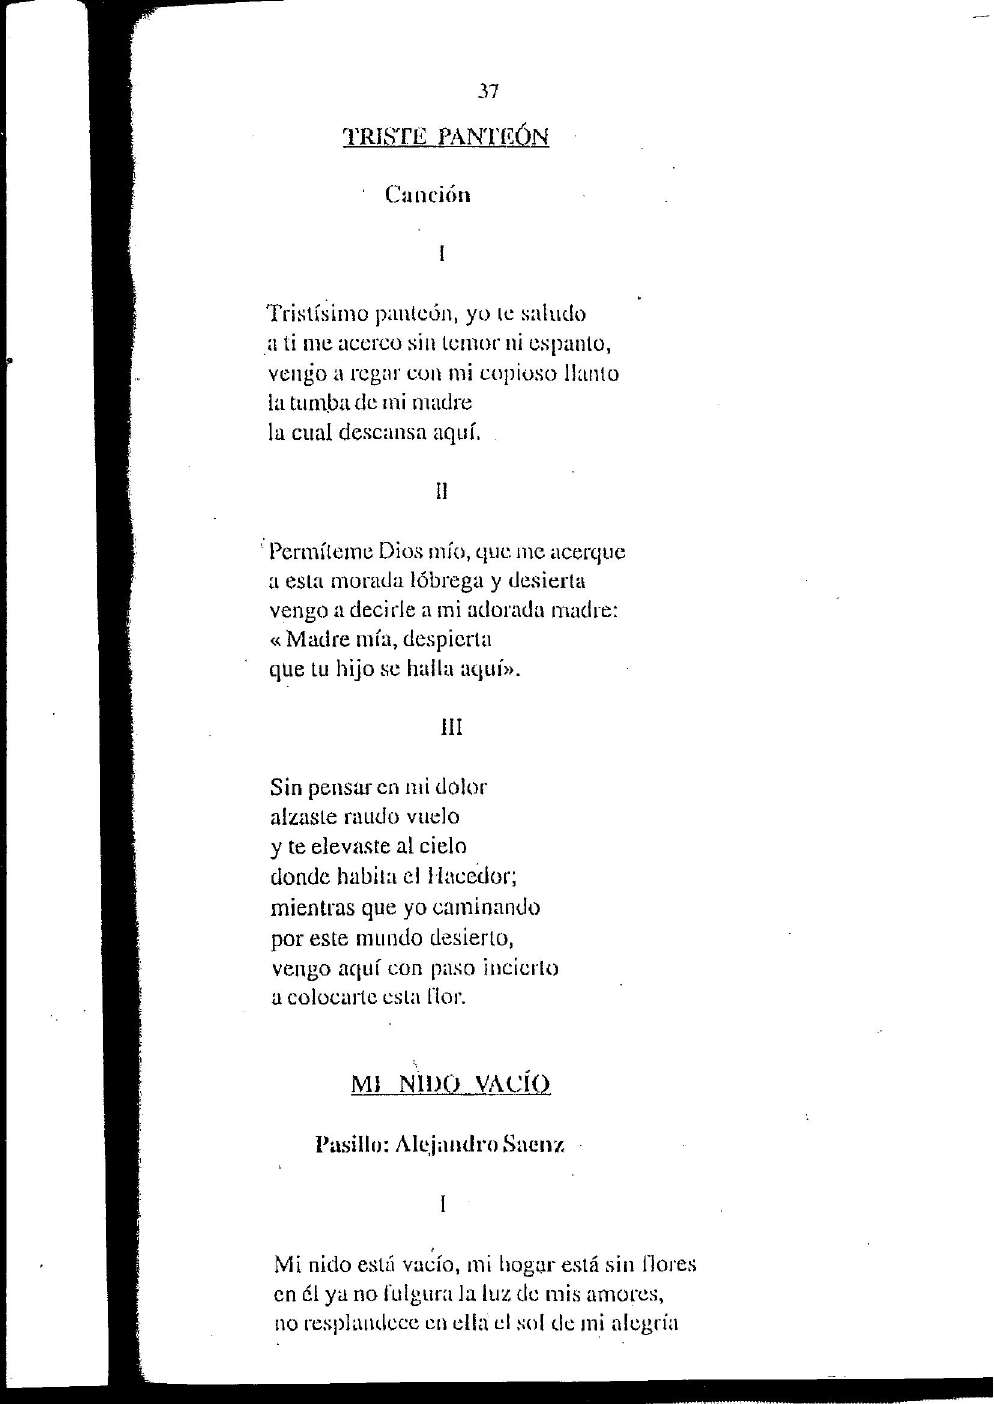 37
TRISTE PANTEÓN
Canción
I
Tristísimo panteón, yo te saludo
a ti me acerco sin temor ni espanto,
vengo a regar con mi copioso llanto
la tumba de mi madre
la cual descansa aquí.
II
Permíteme Dios mío, que me acerque
a esta morada lóbrega y desierta
vengo a decirle a mi adorada madre:
« Madre mía, despierta
que tu hijo se halla aquí».
III
Sin pensar en mi dolor
alzaste raudo vuelo
y te elevaste al cielo
donde habita el Hacedor;
mientras que yo caminando
por este mundo desierto,
vengo aquí con paso incierto
a colocarte esta flor.
MI NIDO VACÍO
Pasillo: Alejandro Saenz
I
Mi nido está vacío, mi hogar está sin flores
en él ya no fulgura la luz de mis amores,
no resplandece en ella el sol de mi alegría